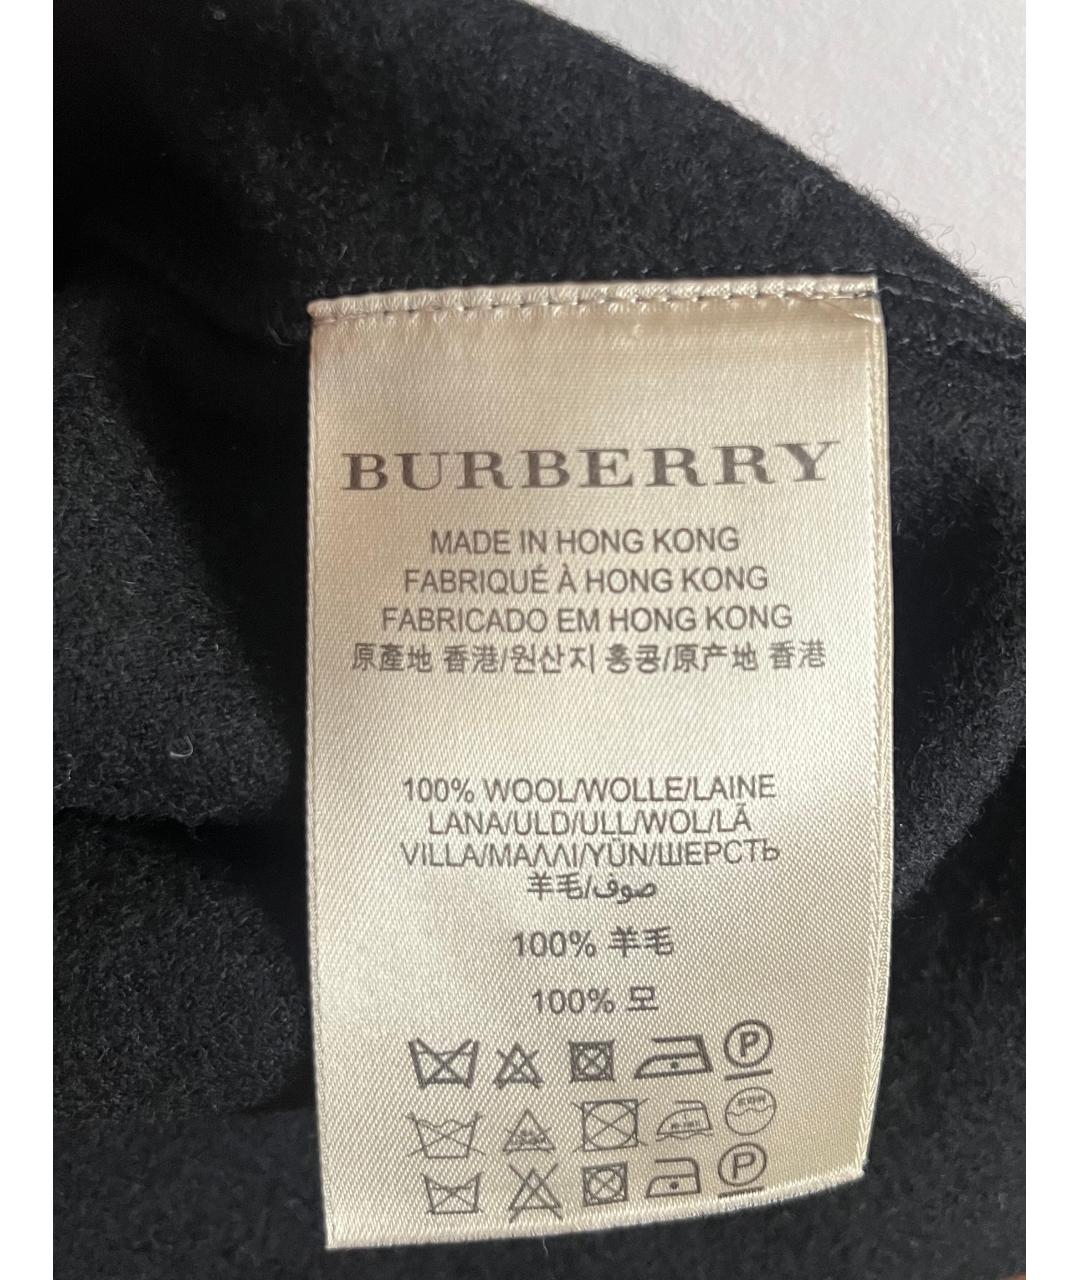 BURBERRY
MADE IN HONG KONG
FABRIQUÉ À HONG KONG
FABRICADO EM HONG KONG
原產地 香港/원산지 홍콩/原产地 香港
100% WOOL/WOLLE/LAINE
LANA/ULD/ULL/WOL/LÃ
VILLA/ΜΑΛΛΙ/YÜN/ШЕРСТЬ
羊毛/صوف
100% 羊毛
100% 모
P
P